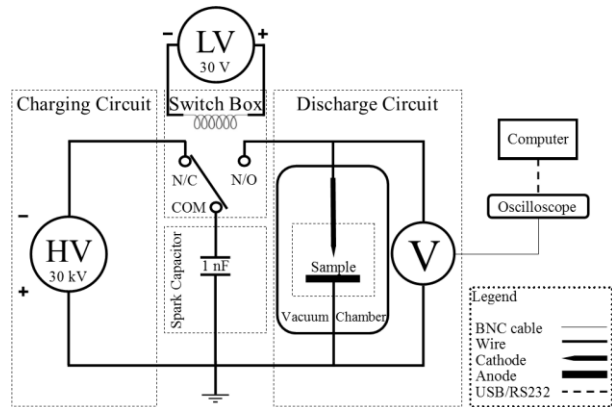 − LV +
30 V
Charging Circuit
Switch Box
Discharge Circuit
N/C
N/O
COM
−
HV
30 kV
+
Spark Capacitor
1 nF
Sample
Vacuum Chamber
V
Computer
Oscilloscope
Legend
BNC cable
Wire
Cathode
Anode
USB/RS232